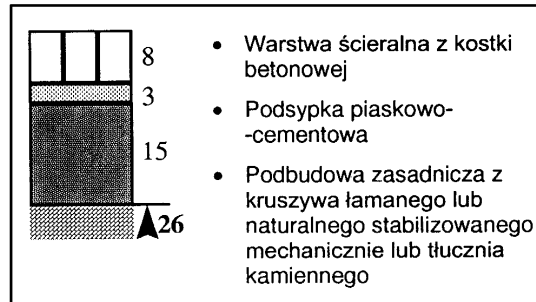 8
3
15
26
• Warstwa ścieralna z kostki
betonowej
• Podsypka piaskowo-
-cementowa
• Podbudowa zasadnicza z
kruszywa łamanego lub
naturalnego stabilizowanego
mechanicznie lub tłucznia
kamiennego